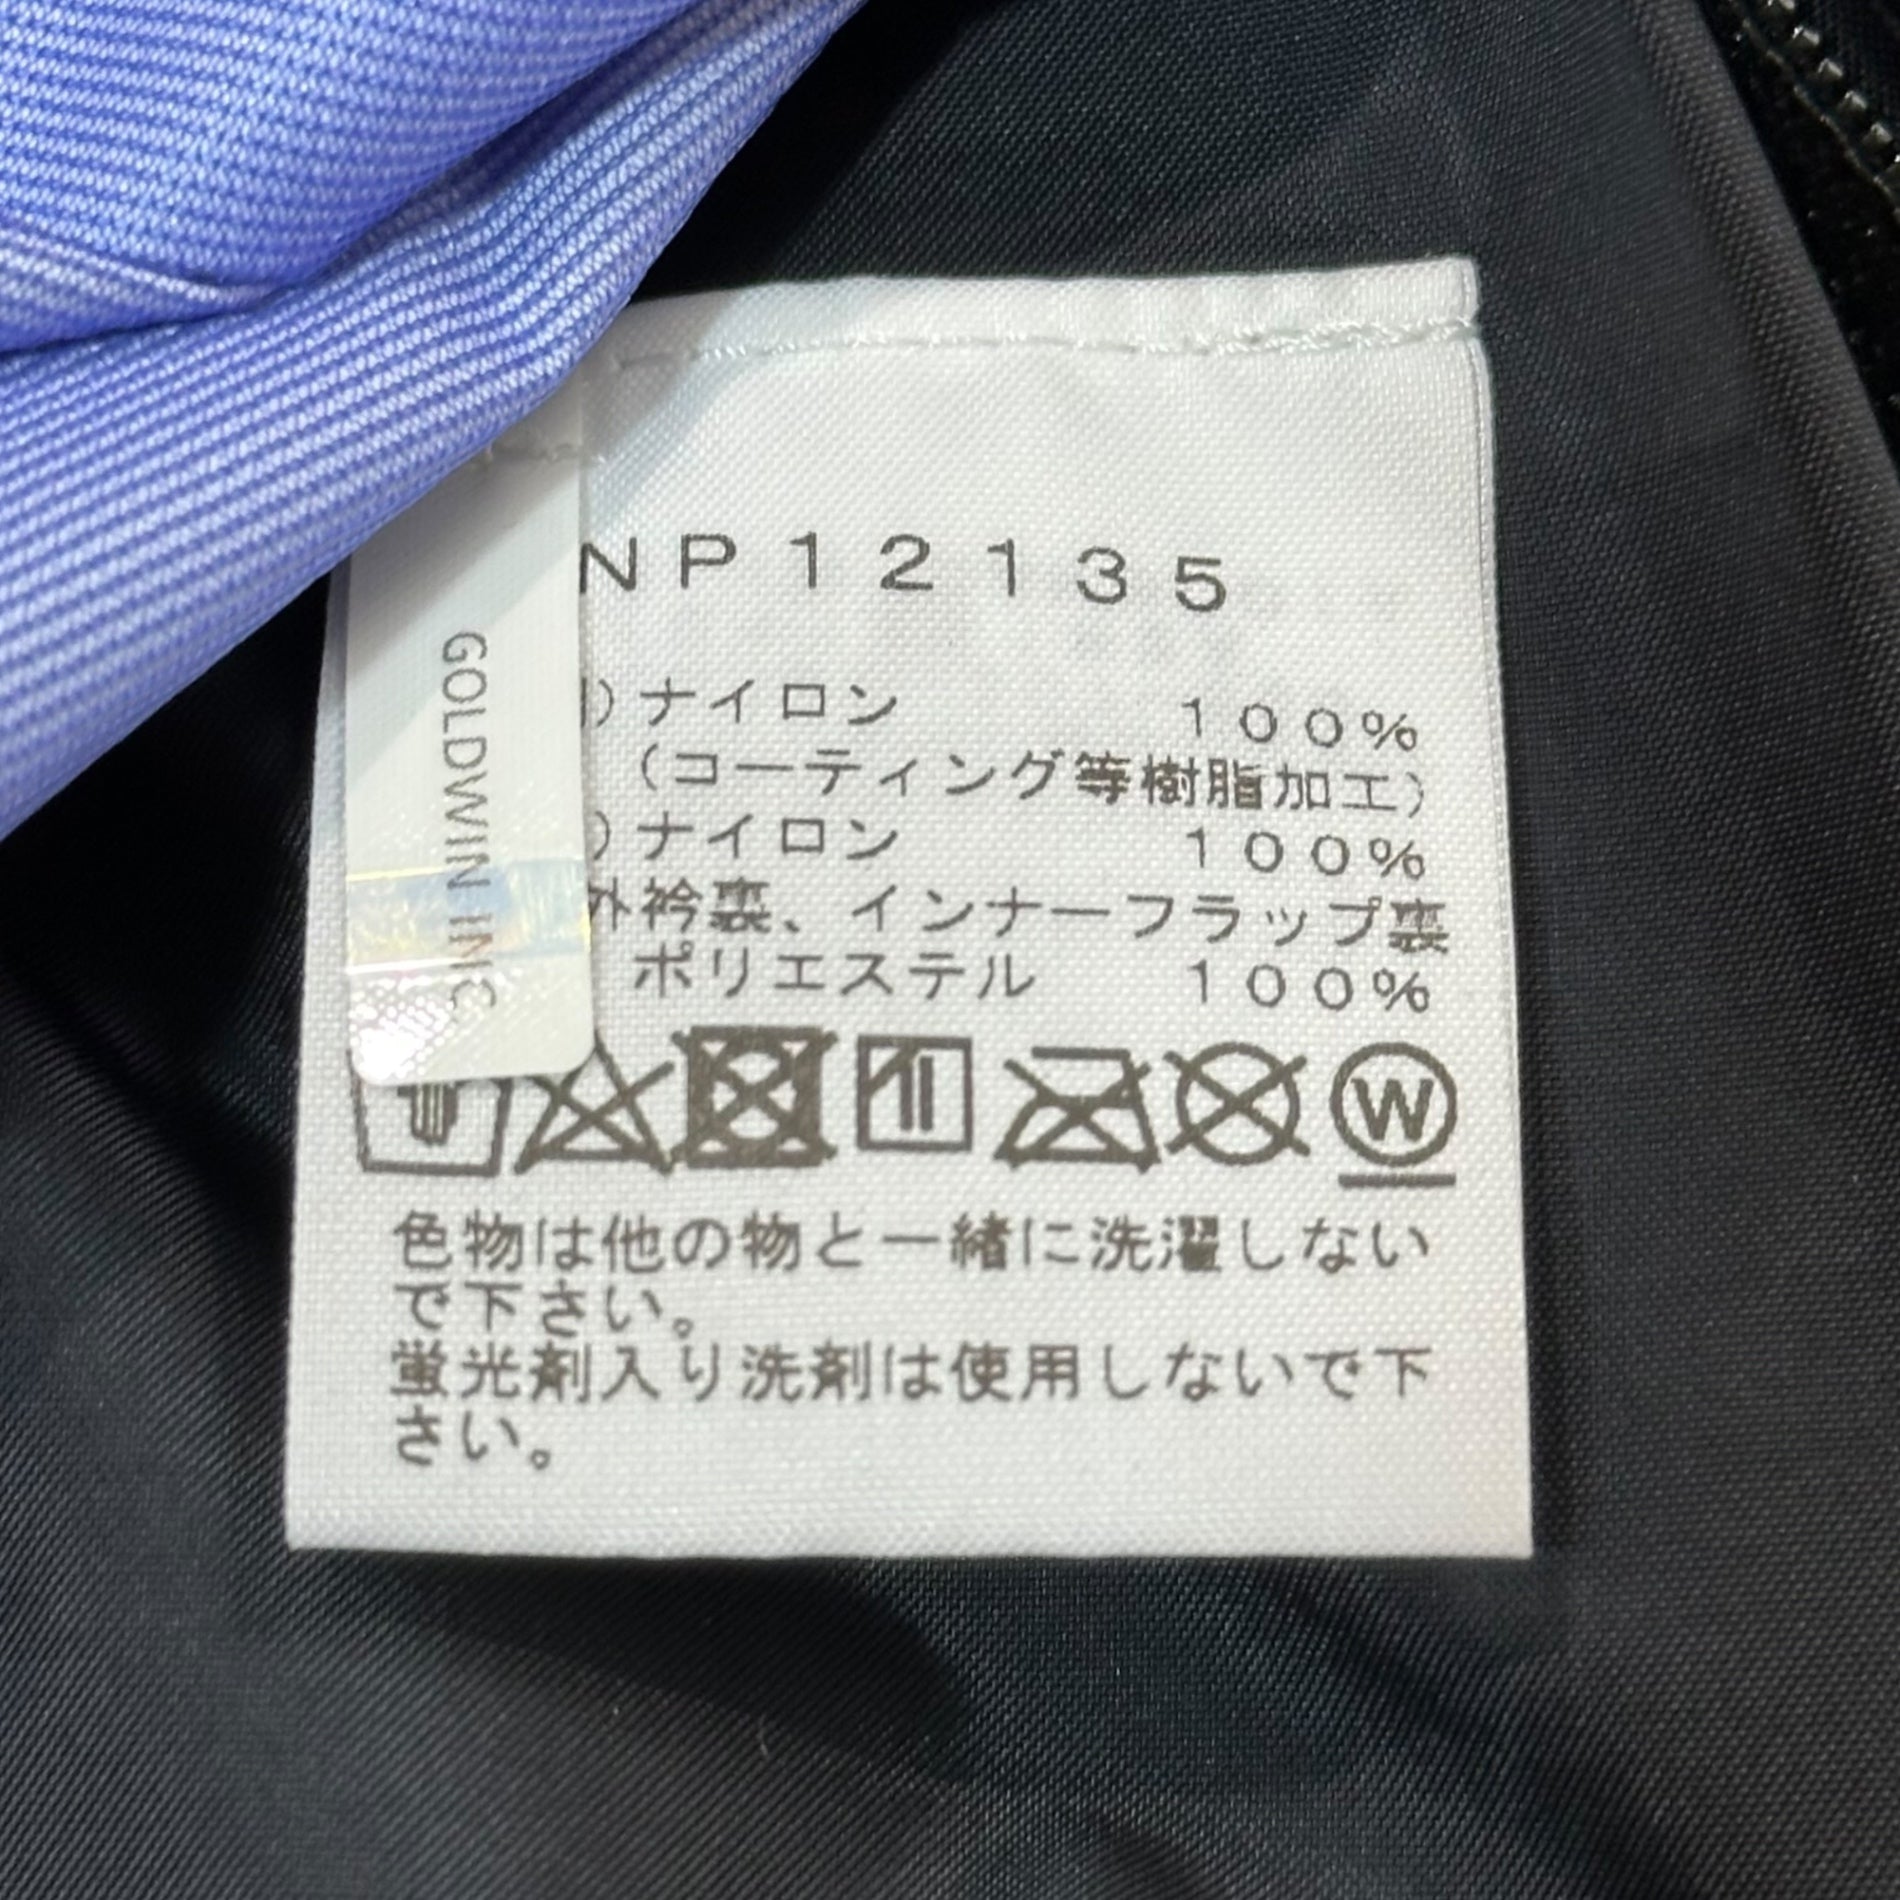 NP12135
GOLDWIN INC
)ナイロン 100%
(コーティング等樹脂加工)
)ナイロン 100%
外衿裏、インナーフラップ裏
ポリエステル 100%
W
色物は他の物と一緒に洗濯しない
で下さい。
蛍光剤入り洗剤は使用しないで下
さい。